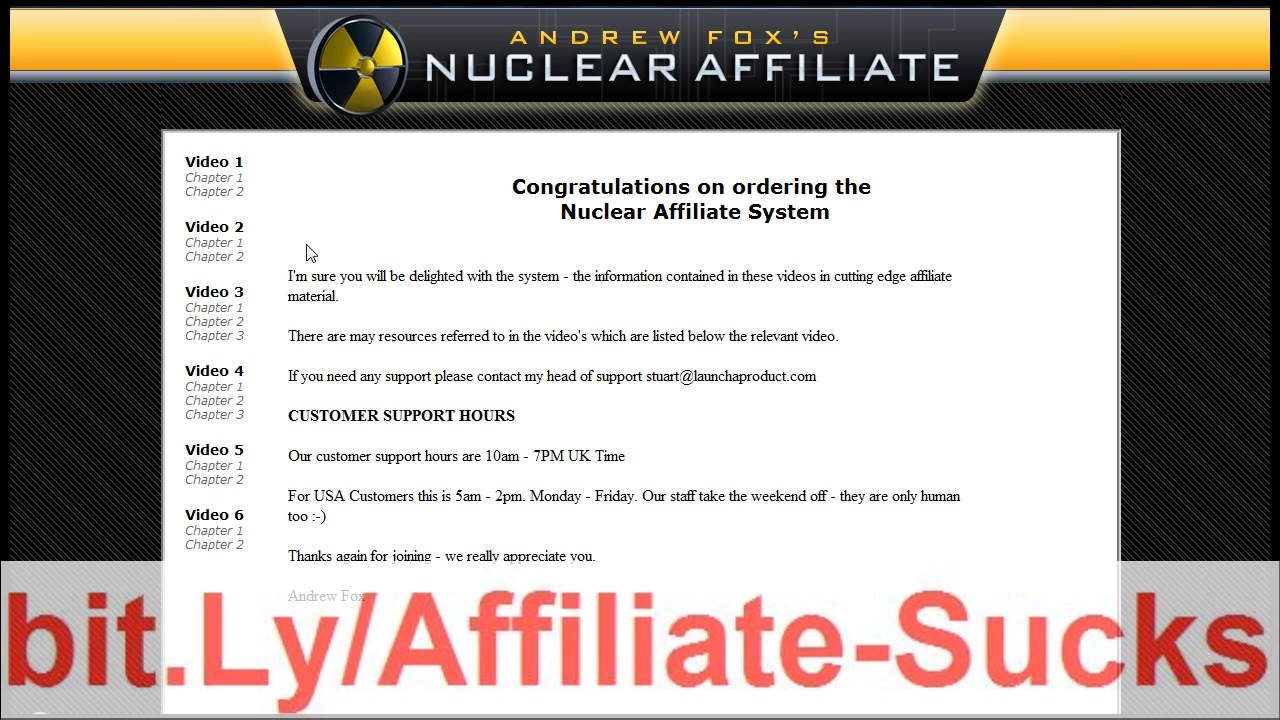 ANDREW FOX'S
NUCLEAR AFFILIATE
Video 1
Chapter 1
Chapter 2
Video 2
Chapter 1
Chapter 2
Video 3
Chapter 1
Chapter 2
Chapter 3
Video 4
Chapter 1
Chapter 2
Chapter 3
Video 5
Chapter 1
Chapter 2
Video 6
Chapter 1
Chapter 2
Congratulations on ordering the
Nuclear Affiliate System
I'm sure you will be delighted with the system - the information contained in these videos in cutting edge affiliate
material.
There are may resources referred to in the video's which are listed below the relevant video.
If you need any support please contact my head of support stuart@launchaproduct.com
CUSTOMER SUPPORT HOURS
Our customer support hours are 10am - 7PM UK Time
For USA Customers this is 5am - 2pm. Monday - Friday. Our staff take the weekend off - they are only human
too :-)
Thanks again for joining - we really appreciate you.
Andrew Fox
bit.Ly/Affiliate-Sucks